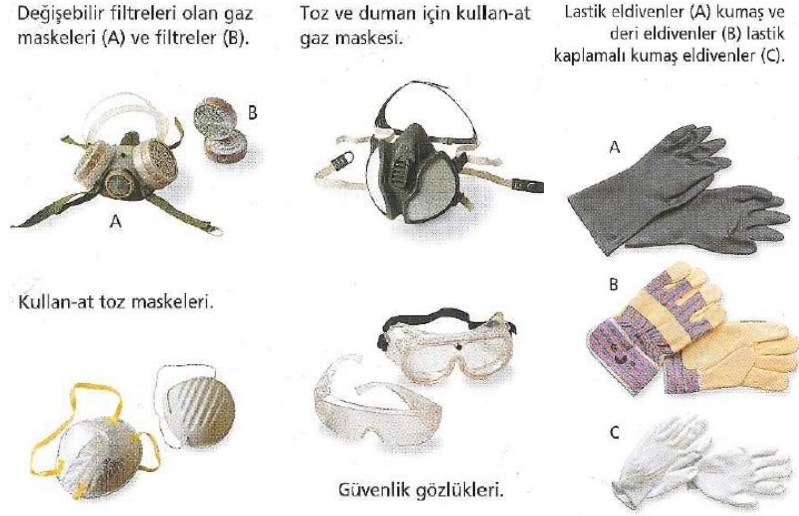 Değişebilir filtreleri olan gaz
maskeleri (A) ve filtreler (B).
B
A
Toz ve duman için kullan-at
gaz maskesi.
Lastik eldivenler (A) kumaş ve
deri eldivenler (B) lastik
kaplamalı kumaş eldivenler (C).
A
B
C
Kullan-at toz maskeleri.
Güvenlik gözlükleri.